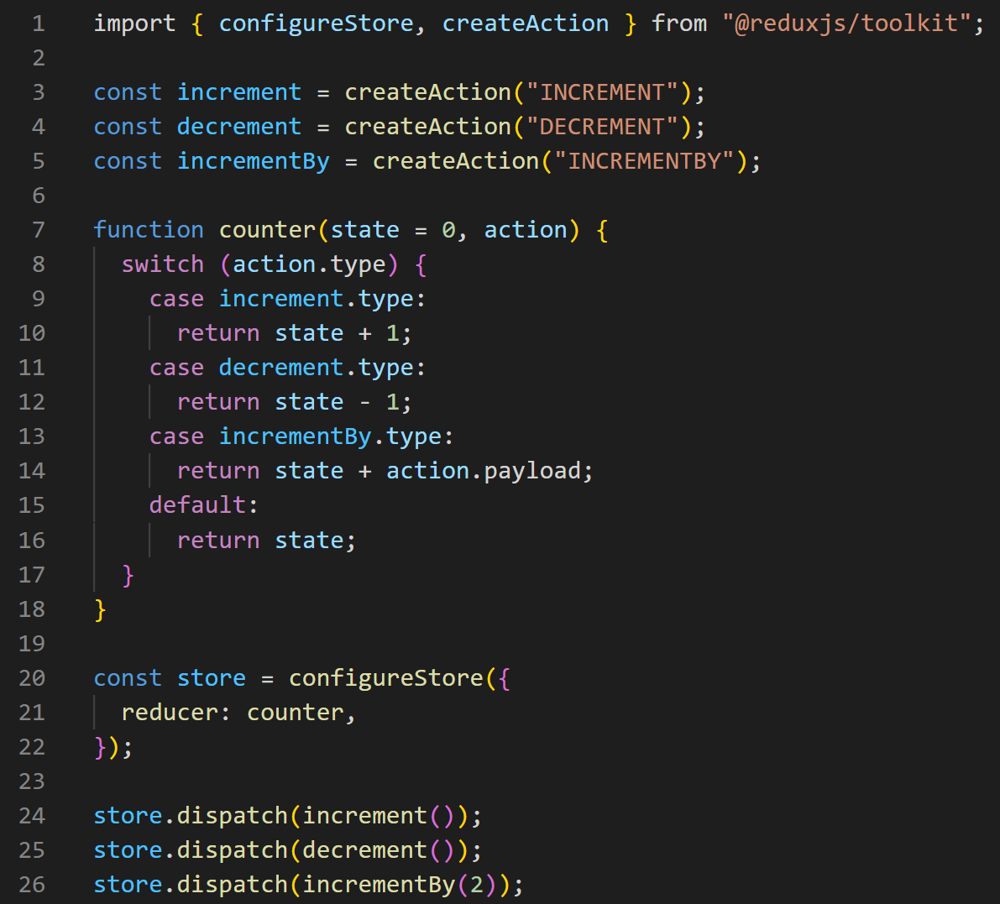 1 import { configureStore, createAction } from "@reduxjs/toolkit";
2
3 const increment = createAction("INCREMENT");
4 const decrement = createAction("DECREMENT");
5 const incrementBy = createAction("INCREMENTBY");
6
7 function counter(state = 0, action) {
8   switch (action.type) {
9     case increment.type:
10       return state + 1;
11     case decrement.type:
12       return state - 1;
13     case incrementBy.type:
14       return state + action.payload;
15     default:
16       return state;
17   }
18 }
19
20 const store = configureStore({
21   reducer: counter,
22 });
23
24 store.dispatch(increment());
25 store.dispatch(decrement());
26 store.dispatch(incrementBy(2));